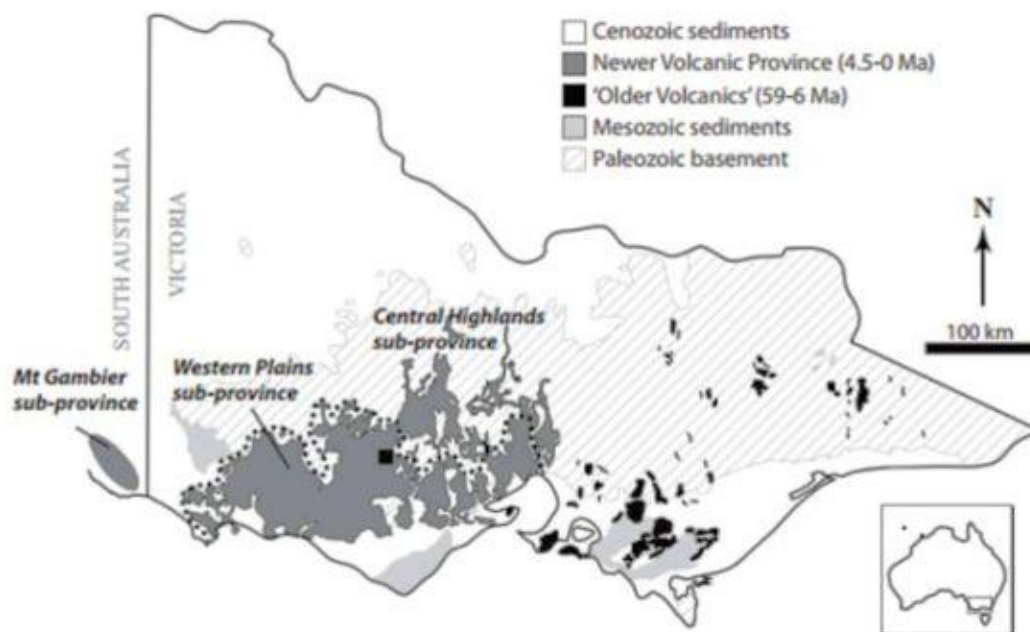 Cenozoic sediments
Newer Volcanic Province (4.5-0 Ma)
'Older Volcanics' (59-6 Ma)
Mesozoic sediments
Paleozoic basement
SOUTH AUSTRALIA
VICTORIA
N
100 km
Central Highlands
sub-province
Western Plains
sub-province
Mt Gambier
sub-province